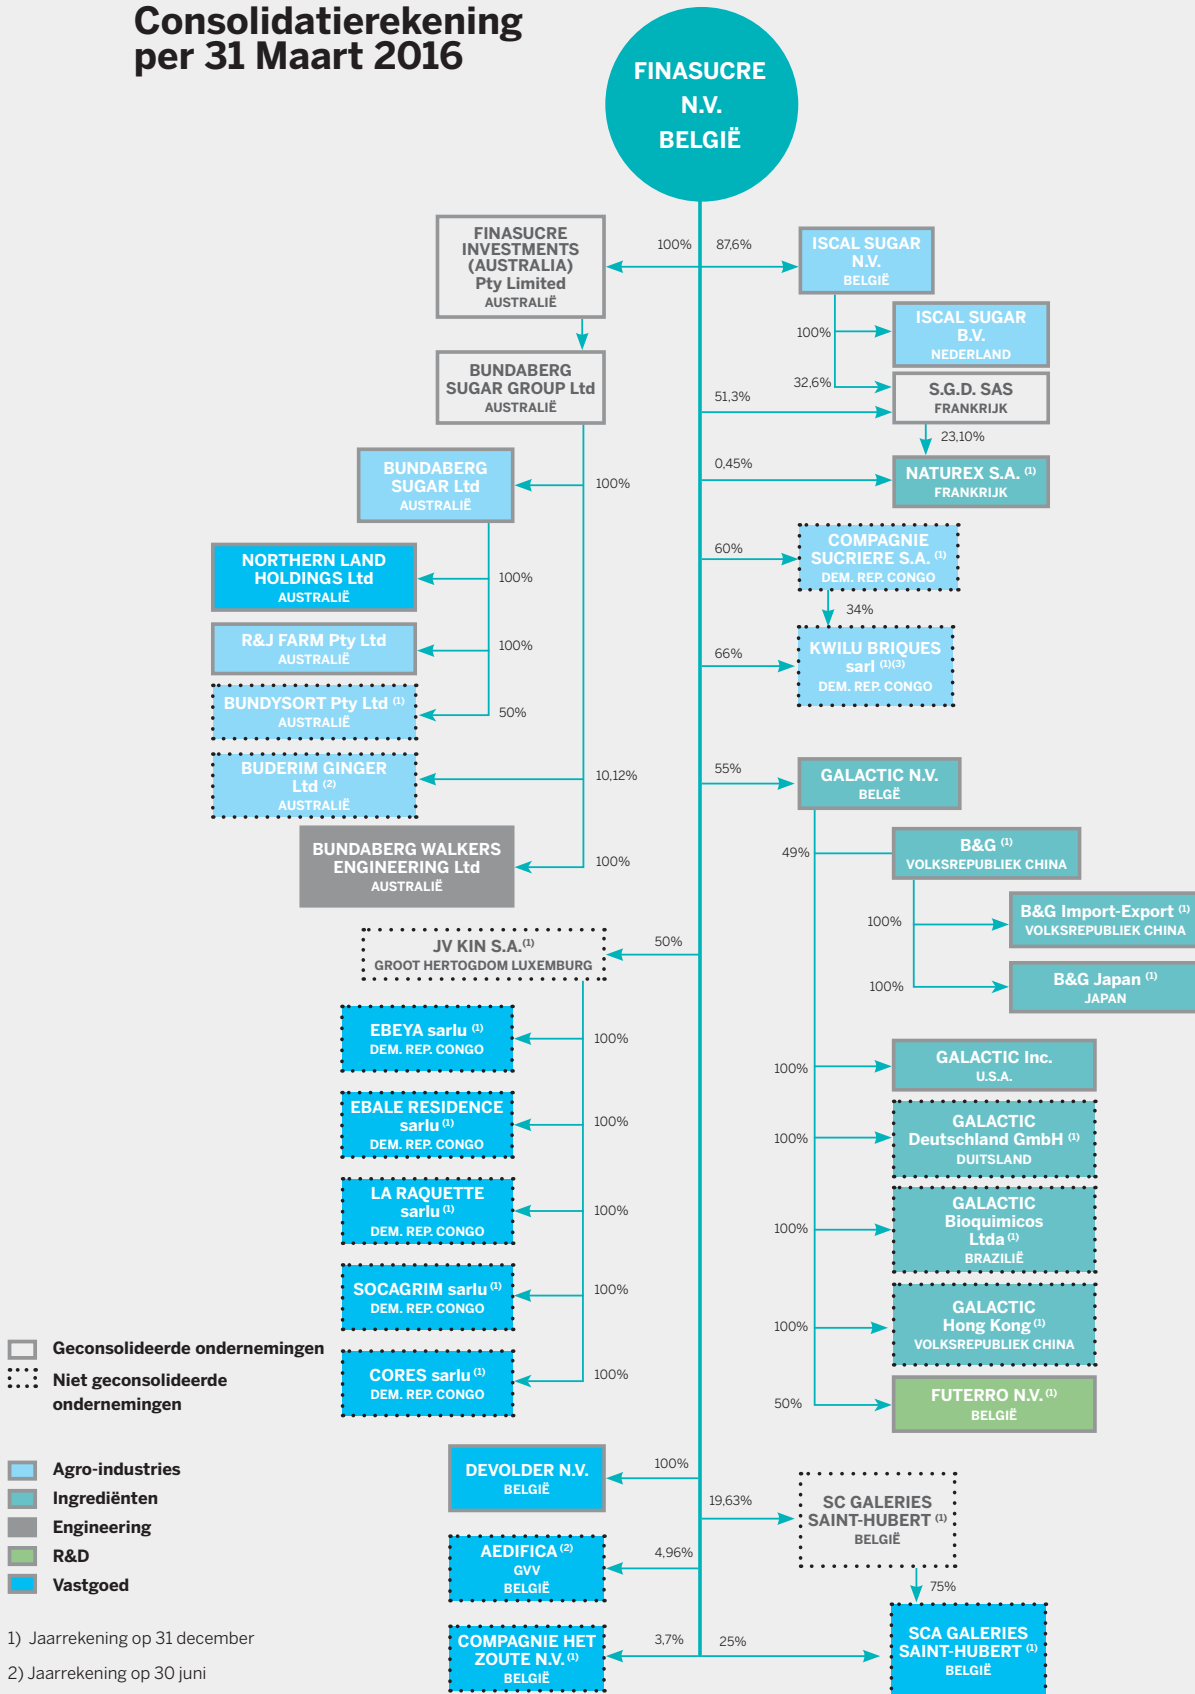 Consolidatierekening
per 31 Maart 2016
FINASUCRE
N.V.
BELGIË
FINASUCRE
INVESTMENTS
(AUSTRALIA)
Pty Limited
AUSTRALIË
100%
87,6%
ISCAL SUGAR
N.V.
BELGIË
100%
ISCAL SUGAR
B.V.
NEDERLAND
BUNDABERG
SUGAR GROUP Ltd
AUSTRALIË
32,6%
51,3%
S.G.D. SAS
FRANKRIJK
23,10%
BUNDABERG
SUGAR Ltd
AUSTRALIË
100%
0,45%
NATUREX S.A. (1)
FRANKRIJK
NORTHERN LAND
HOLDINGS Ltd
AUSTRALIË
100%
60%
COMPAGNIE
SUCRIERE S.A. (1)
DEM. REP. CONGO
34%
R&J FARM Pty Ltd
AUSTRALIË
100%
66%
KWILU BRIQUES
sarl (1)(3)
DEM. REP. CONGO
BUNDYSORT Pty Ltd (1)
AUSTRALIË
50%
BUDERIM GINGER
Ltd (2)
AUSTRALIË
10,12%
55%
GALACTIC N.V.
BELGË
BUNDABERG WALKERS
ENGINEERING Ltd
AUSTRALIË
100%
49%
B&G (1)
VOLKSREPUBLIEK CHINA
100%
B&G Import-Export (1)
VOLKSREPUBLIEK CHINA
100%
B&G Japan (1)
JAPAN
JV KIN S.A.(1)
GROOT HERTOGDOM LUXEMBURG
50%
EBEYA sarlu (1)
DEM. REP. CONGO
100%
EBALE RESIDENCE
sarlu (1)
DEM. REP. CONGO
100%
LA RAQUETTE
sarlu (1)
DEM. REP. CONGO
100%
SOCAGRIM sarlu (1)
DEM. REP. CONGO
100%
CORES sarlu (1)
DEM. REP. CONGO
100%
100%
GALACTIC Inc.
U.S.A.
100%
GALACTIC
Deutschland GmbH (1)
DUITSLAND
100%
GALACTIC
Bioquimicos
Ltda (1)
BRAZILIË
100%
GALACTIC
Hong Kong (1)
VOLKSREPUBLIEK CHINA
50%
FUTERRO N.V. (1)
BELGIË
Geconsolideerde ondernemingen
Niet geconsolideerde
ondernemingen
Agro-industries
Ingrediënten
Engineering
R&D
Vastgoed
DEVOLDER N.V.
BELGIË
100%
19,63%
SC GALERIES
SAINT-HUBERT (1)
BELGIË
75%
AEDIFICA (2)
GVV
BELGIË
4,96%
COMPAGNIE HET
ZOUTE N.V. (1)
BELGIË
3,7%
25%
SCA GALERIES
SAINT-HUBERT (1)
BELGIË
1) Jaarrekening op 31 december
2) Jaarrekening op 30 juni